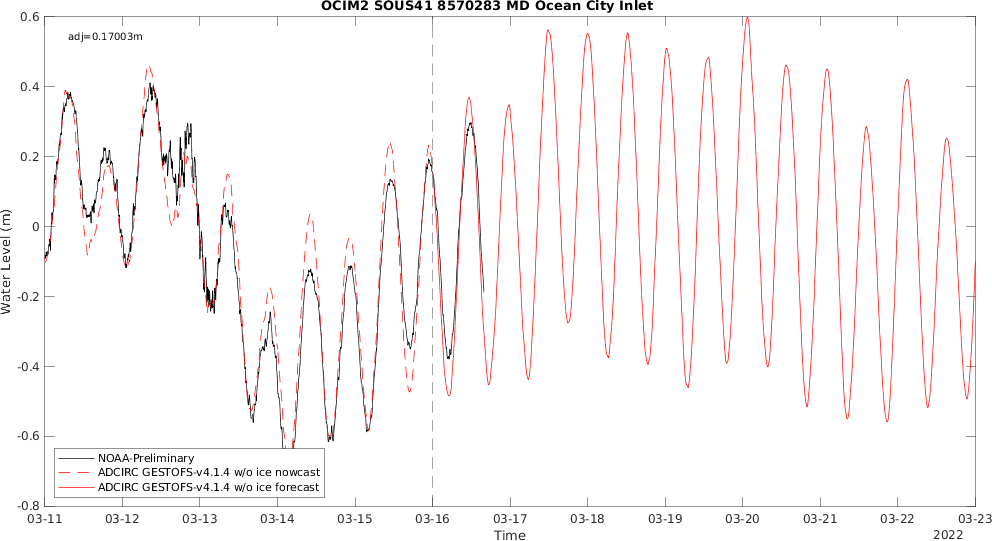 OCIM2 SOUS41 8570283 MD Ocean City Inlet
adj=0.17003m
0.6
0.4
0.2
0
-0.2
-0.4
-0.6
-0.8
Water Level (m)
NOAA-Preliminary
ADCIRC GESTOFS-v4.1.4 w/o ice nowcast
ADCIRC GESTOFS-v4.1.4 w/o ice forecast
03-11 03-12 03-13 03-14 03-15 03-16 03-17 03-18 03-19 03-20 03-21 03-22 03-23
Time
2022